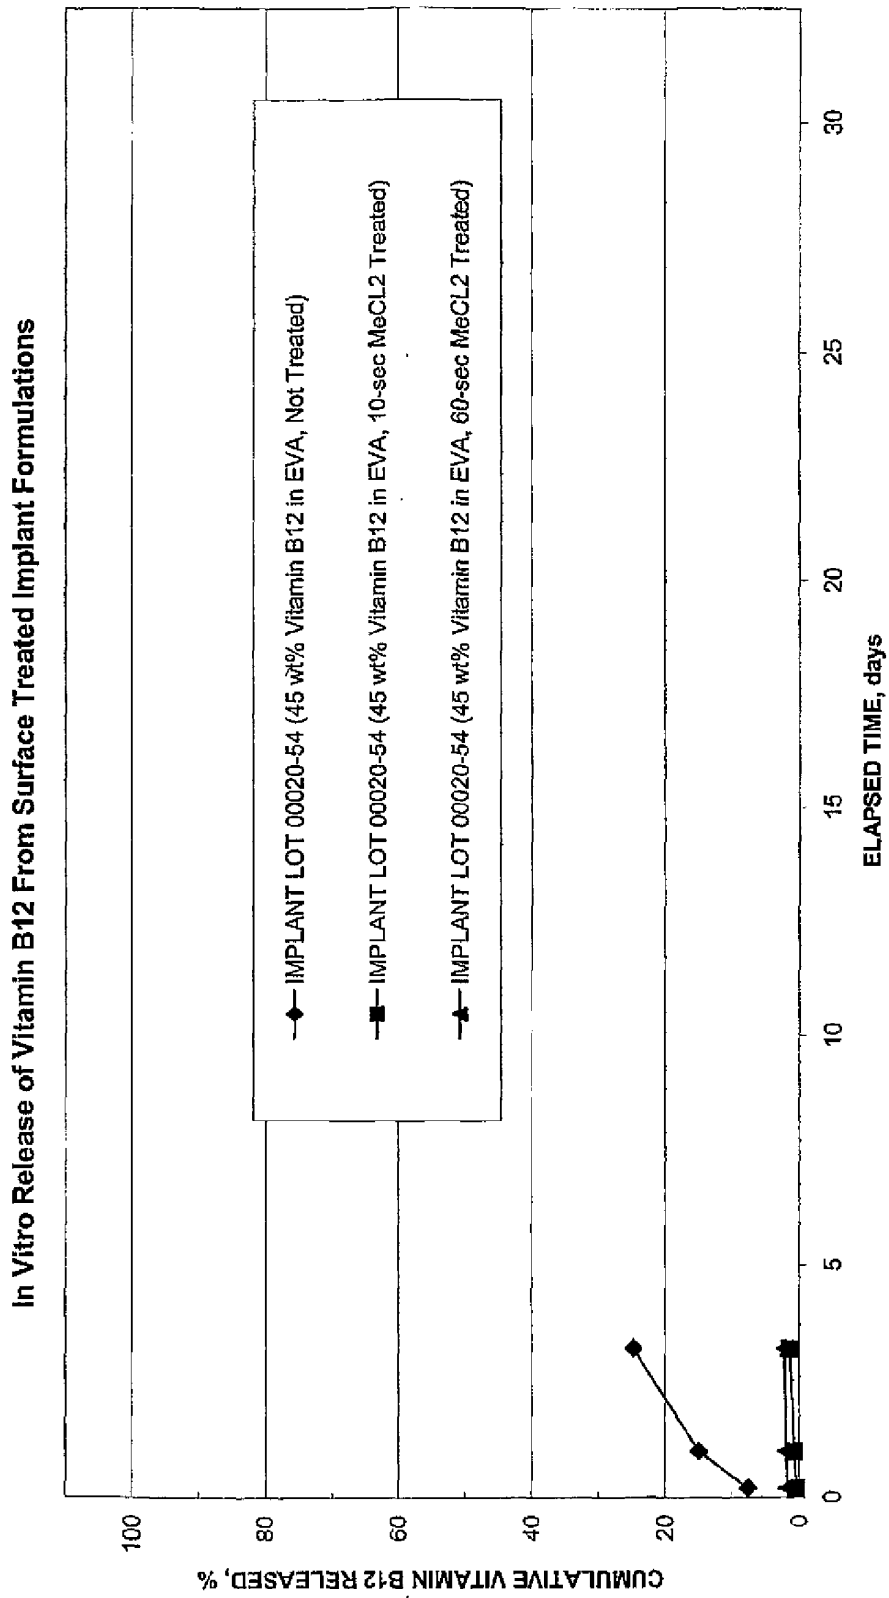 In Vitro Release of Vitamin B12 From Surface Treated Implant Formulations
CUMULATIVE VITAMIN B12 RELEASED, %
100
80
60
40
20
0
IMPLANT LOT 00020-54 (45 wt% Vitamin B12 in EVA, Not Treated)
IMPLANT LOT 00020-54 (45 wt% Vitamin B12 in EVA, 10-sec MeCL2 Treated)
IMPLANT LOT 00020-54 (45 wt% Vitamin B12 in EVA, 60-sec MeCL2 Treated)
0
5
10
15
20
25
30
ELAPSED TIME, days